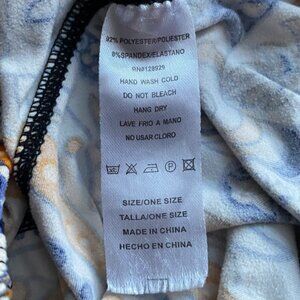 92% POLYESTER/POLIESTER
8%SPANDEX/ELASTANO
RN#128929
HAND WASH COLD
DO NOT BLEACH
HANG DRY
LAVE FRIO A MANO
NO USAR CLORO
SIZE/ONE SIZE
TALLA/ONE SIZE
MADE IN CHINA
HECHO EN CHINA